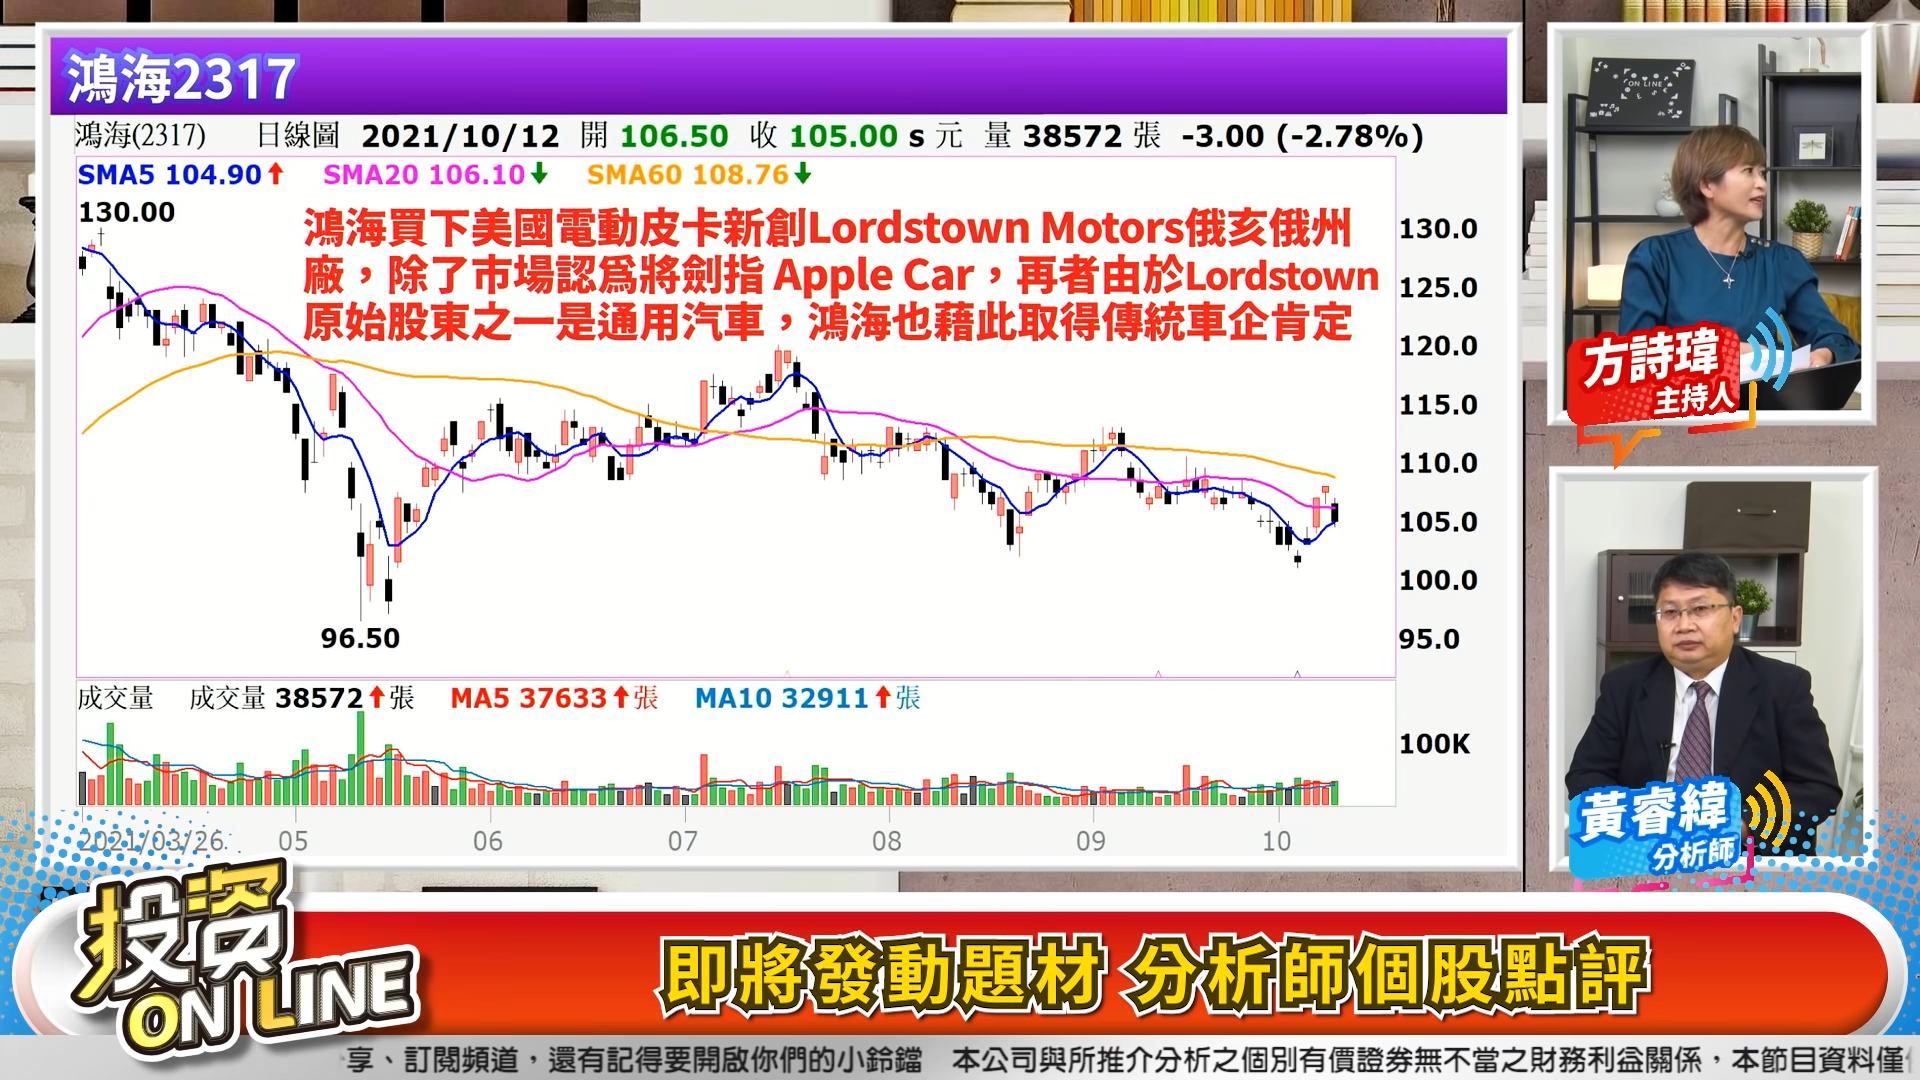 鴻海2317
鴻海(2317) 日線圖 2021/10/12 開 106.50 收 105.00 s 元 量 38572 張 -3.00 (-2.78%)
SMA5 104.90↑ SMA20 106.10↓ SMA60 108.76↓
130.00
鴻海買下美國電動皮卡新創Lordstown Motors俄亥俄州
廠，除了市場認為將劍指 Apple Car，再者由於Lordstown
原始股東之一是通用汽車，鴻海也藉此取得傳統車企肯定
130.0
125.0
120.0
115.0
110.0
105.0
100.0
95.0
96.50
成交量 成交量 38572↑張 MA5 37633↑張 MA10 32911↑張
100K
2021/03/26 05 06 07 08 09 10
ON LINE
方詩瑋
主持人
黃睿緯
分析師
投資
ON LINE
即將發動題材 分析師個股點評
享、訂閱頻道，還有記得要開啟你們的小鈴鐺 本公司與所推介分析之個別有價證券無不當之財務利益關係，本節目資料僅